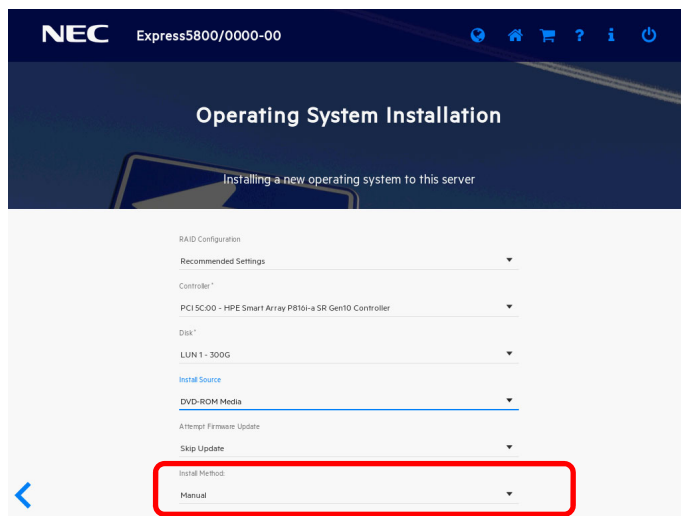 NEC Express5800/0000-00
Operating System Installation
Installing a new operating system to this server
RAID Configuration
Recommended Settings
Controller*
PCI 5C:00 - HPE Smart Array P816i-a SR Gen10 Controller
Disk*
LUN 1 - 300G
Install Source
DVD-ROM Media
Attempt Firmware Update
Skip Update
Install Method:
Manual